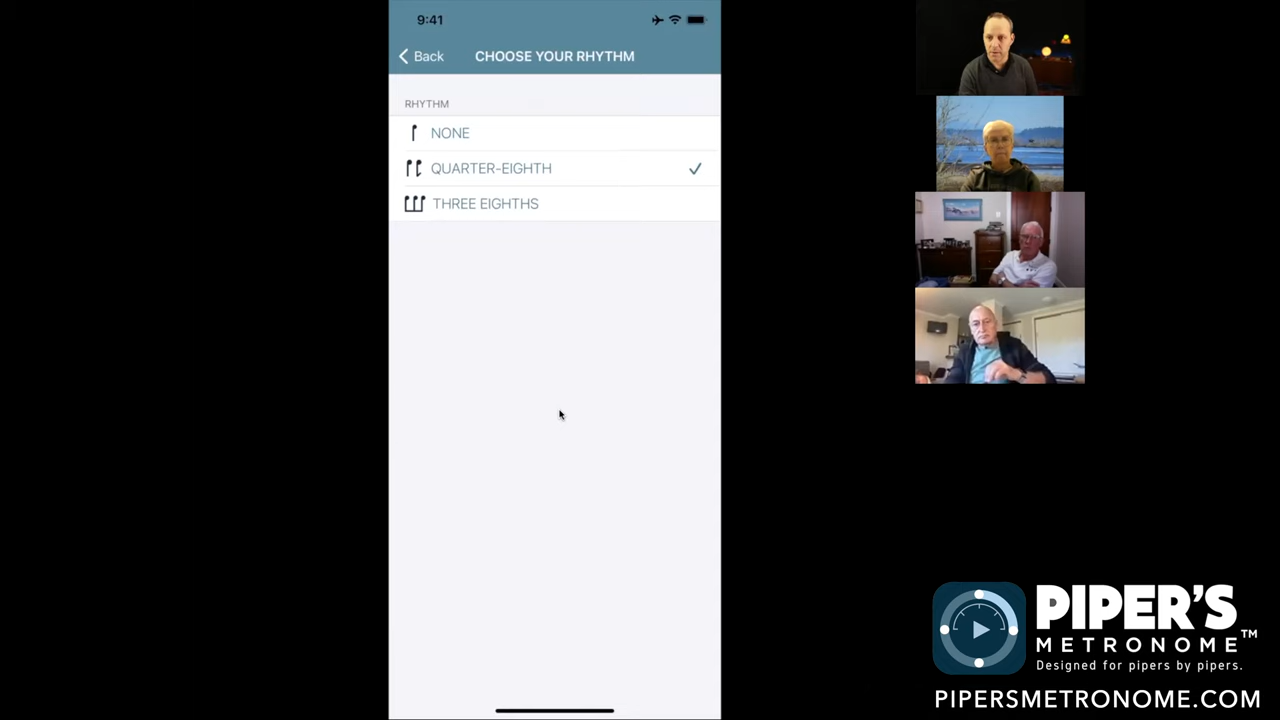 9:41
Back
CHOOSE YOUR RHYTHM
RHYTHM
NONE
QUARTER-EIGHTH
THREE EIGHTHS
PIPER'S
METRONOME™
Designed for pipers by pipers.
PIPERSMETRONOME.COM